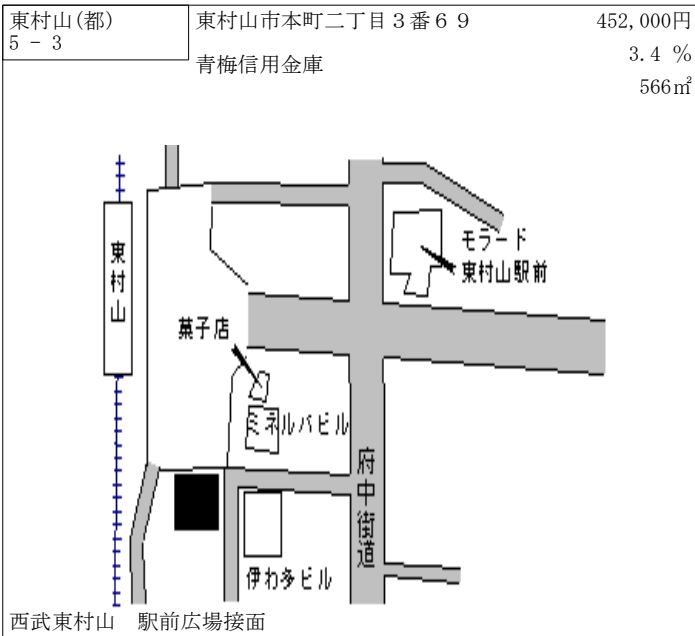 東村山(都)
5 - 3
東村山市本町二丁目3番69
452,000円
青梅信用金庫
3.4 %
566㎡
東村山
モラード
東村山駅前
菓子店
ミネルバビル
府中街道
伊わ多ビル
西武東村山 駅前広場接面